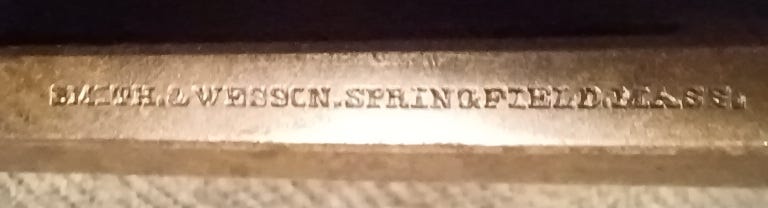 SMITH & WESSON. SPRINGFIELD. MASS.